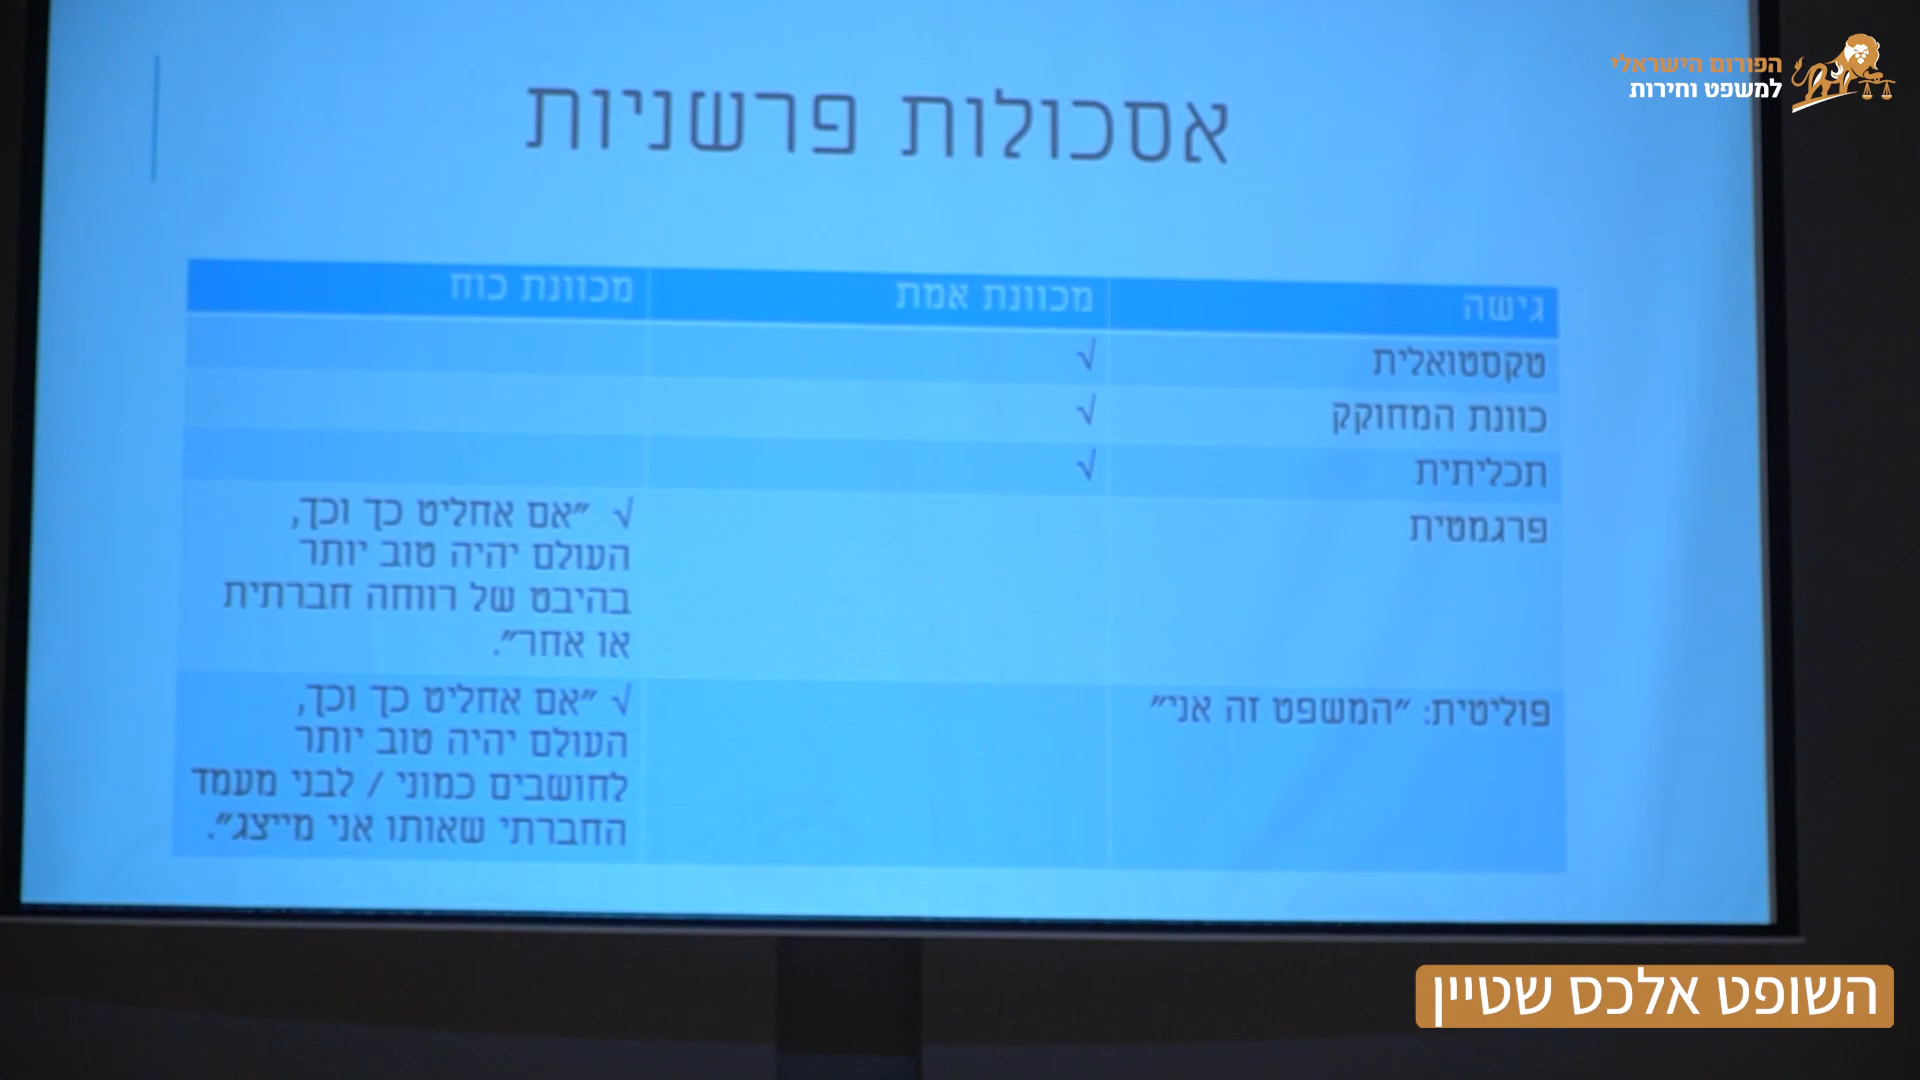 הפורום הישראלי
למשפט וחירות
אסכולות פרשניות
גישה מכוונת אמת מכוונת כוח
טקסטואלית √
כוונת המחוקק √
תכליתית √
פרגמטית √ "אם אחליט כך וכך,
העולם יהיה טוב יותר
בהיבט של רווחה חברתית
או אחר".
פוליטית: "המשפט זה אני" √ "אם אחליט כך וכך,
העולם יהיה טוב יותר
לחושבים כמוני / לבני מעמד
החברתי שאותו אני מייצג".
השופט אלכס שטיין